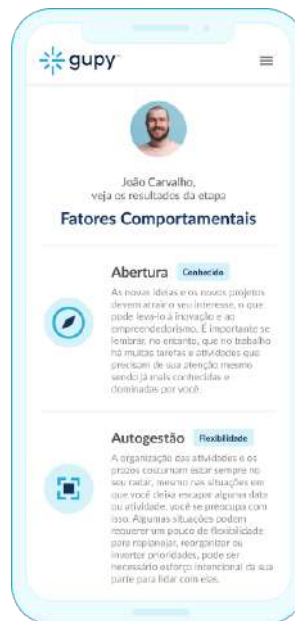 gupy
João Carvalho,
veja os resultados da etapa
Fatores Comportamentais
Abertura Conhecido
As novas ideias e os novos projetos
devem atrair o seu interesse, o que
pode leva-lo à inovação e ao
empreendedorismo. É importante se
lembrar, no entanto, que no trabalho
há muitas tarefas e atividades que
precisam de sua atenção mesmo
sendo já mais conhecidas e
dominadas por você.
Autogestão Flexibilidade
A organização das atividades e os
prazos costumam estar sempre no
seu radar, mesmo nas situações em
que você deixa escapar alguma data
ou atividade, você se preocupa com
isso. Algumas situações podem
requerer um pouco de flexibilidade
para replanejar, reorganizar ou
inverter prioridades, pode ser
necessário esforço intencional da sua
parte para lidar com elas.